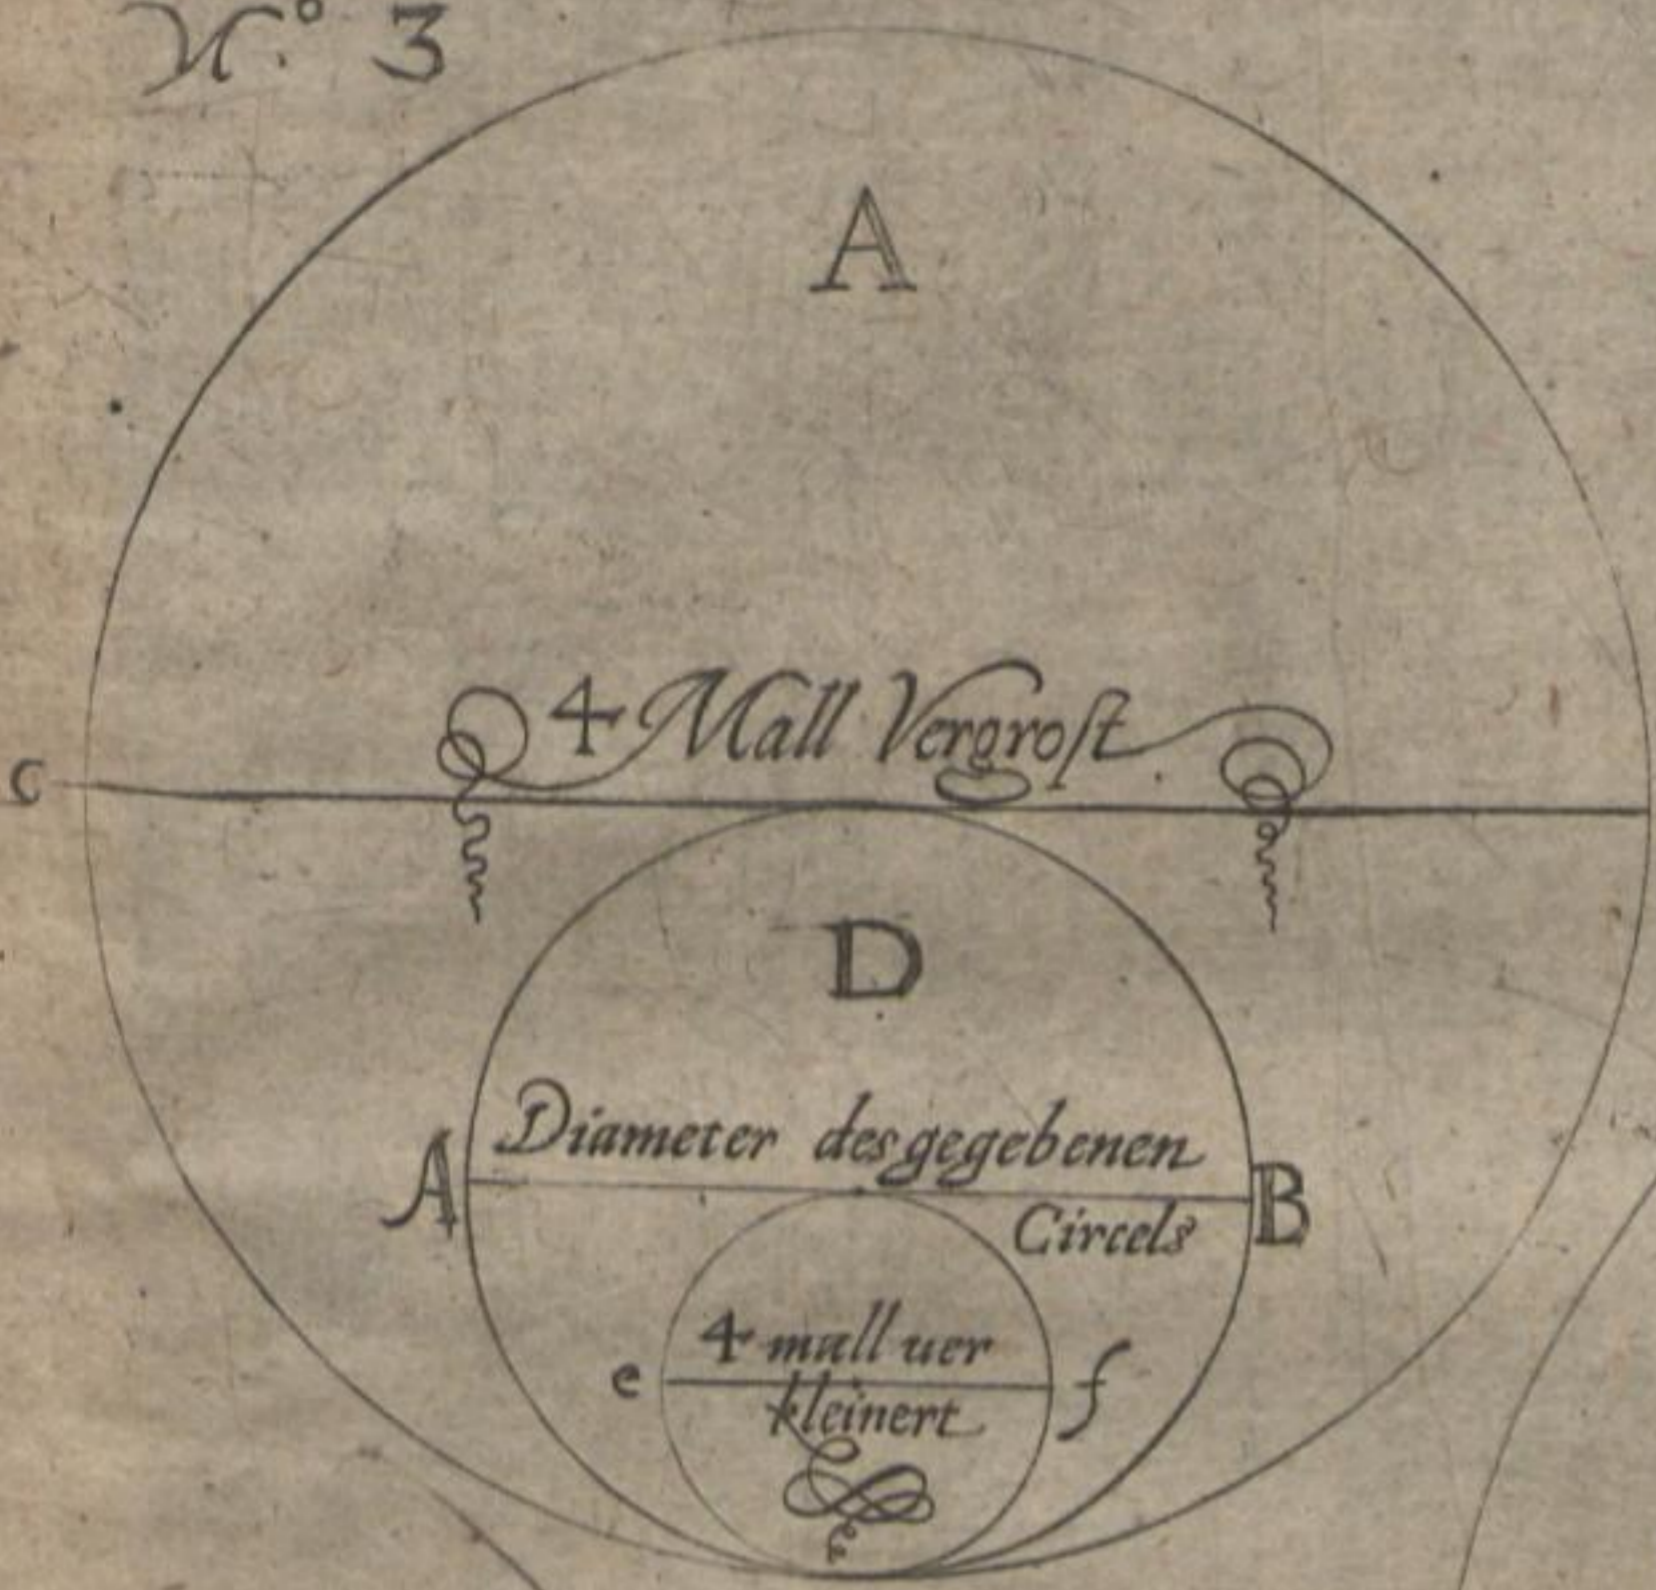 N.° 3
A
4 Mall Vergroſt
C
D
Diameter des gegebenen
A B
Circels
4 mall uer
e f
kleinert